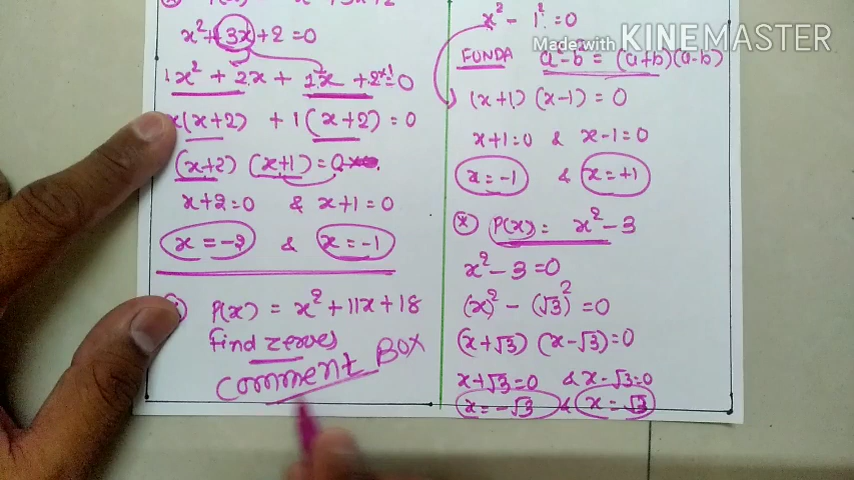 x² + 3x + 2 = 0
1x² + 2x + 1x + 2×1 = 0
x(x+2) + 1(x+2) = 0
(x+2) (x+1) = 0
x+2=0 & x+1=0
x = -2 & x = -1
P(x) = x² + 11x + 18
find zeroes
comment BOX
x² - 1² = 0
Made with KINEMASTER
FUNDA a² - b² = (a+b)(a-b)
(x+1) (x-1) = 0
x+1=0 & x-1=0
x = -1 & x = +1
* P(x) = x² - 3
x² - 3 = 0
(x)² - (√3)² = 0
(x+√3) (x-√3) = 0
x+√3=0 & x-√3=0
x = -√3 & x = √3